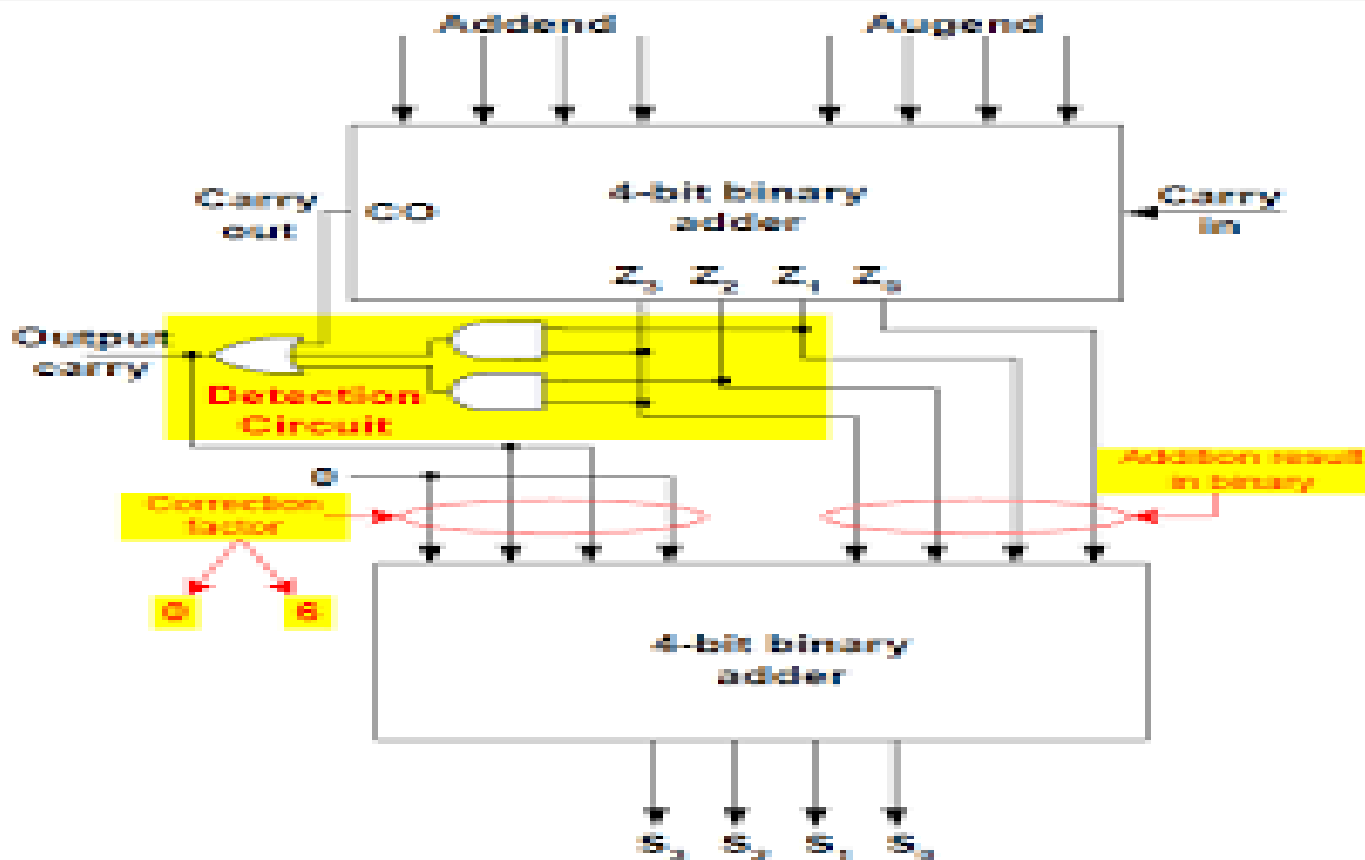 Addend
Augend
Carry
out
CO
4-bit binary
adder
Carry
in
Z3 Z2 Z1 Z0
Output
carry
Detection
Circuit
0
Addition result
in binary
Correction
factor
0
6
4-bit binary
adder
S3 S2 S1 S0